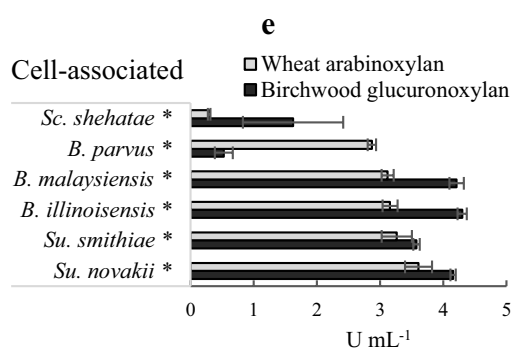 e
Cell-associated
Wheat arabinoxylan
Birchwood glucuronoxylan
Sc. shehatae *
B. parvus *
B. malaysiensis *
B. illinoisensis *
Su. smithiae *
Su. novakii *
0 1 2 3 4 5
U mL⁻¹